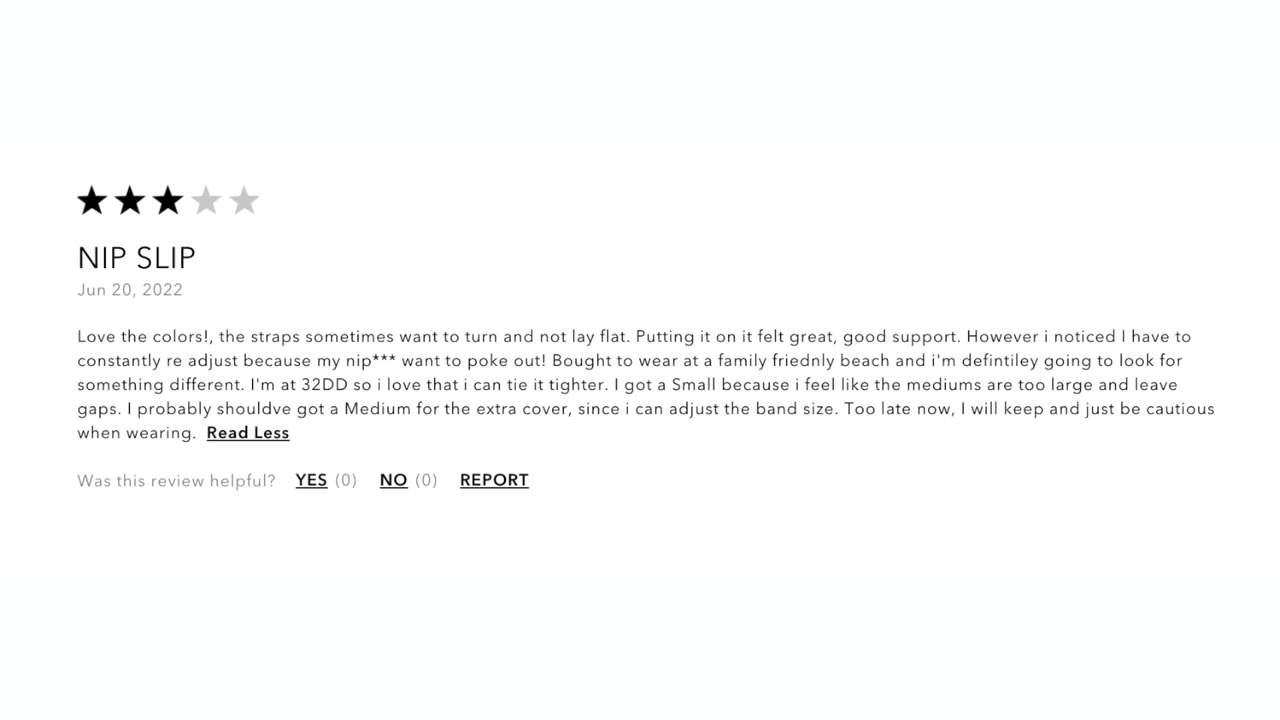 NIP SLIP
Jun 20, 2022
Love the colors!, the straps sometimes want to turn and not lay flat. Putting it on it felt great, good support. However i noticed I have to
constantly re adjust because my nip*** want to poke out! Bought to wear at a family friednly beach and i'm defintiley going to look for
something different. I'm at 32DD so i love that i can tie it tighter. I got a Small because i feel like the mediums are too large and leave
gaps. I probably shouldve got a Medium for the extra cover, since i can adjust the band size. Too late now, I will keep and just be cautious
when wearing. Read Less
Was this review helpful? YES (0) NO (0) REPORT